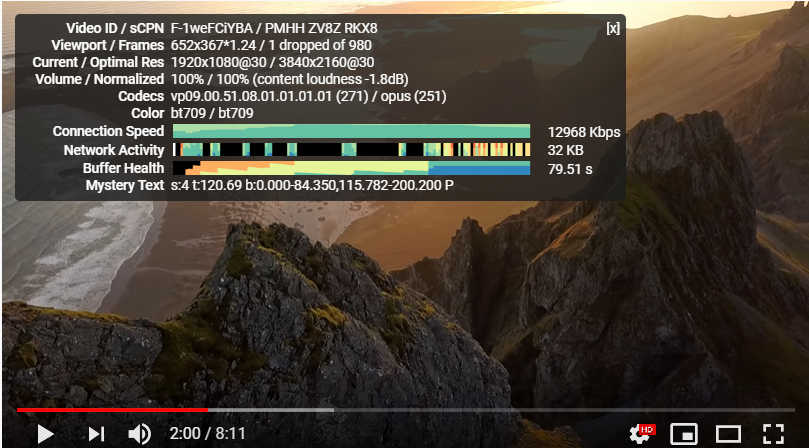 Video ID / sCPN F-1weFCiYBA / PMHH ZV8Z RKX8 [x]
Viewport / Frames 652x367*1.24 / 1 dropped of 980
Current / Optimal Res 1920x1080@30 / 3840x2160@30
Volume / Normalized 100% / 100% (content loudness -1.8dB)
Codecs vp09.00.51.08.01.01.01.01 (271) / opus (251)
Color bt709 / bt709
Connection Speed 12968 Kbps
Network Activity 32 KB
Buffer Health 79.51 s
Mystery Text s:4 t:120.69 b:0.000-84.350,115.782-200.200 P
2:00 / 8:11 HD